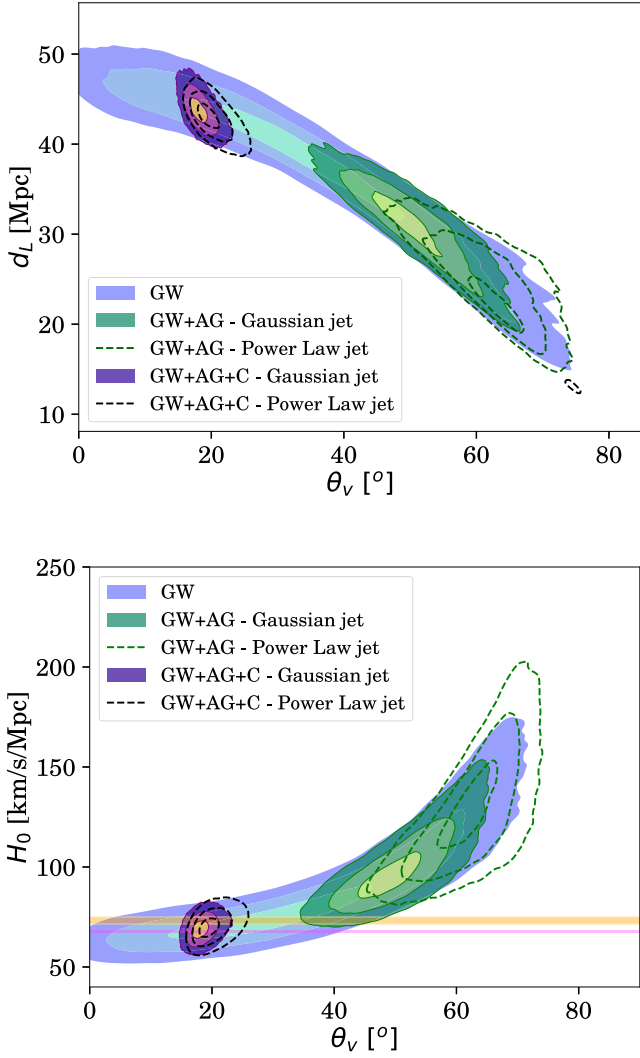 50
40
30
20
10
d_L [Mpc]
GW
GW+AG - Gaussian jet
GW+AG - Power Law jet
GW+AG+C - Gaussian jet
GW+AG+C - Power Law jet
0 20 40 60 80
θ_v [°]
250
200
150
100
50
H_0 [km/s/Mpc]
GW
GW+AG - Gaussian jet
GW+AG - Power Law jet
GW+AG+C - Gaussian jet
GW+AG+C - Power Law jet
0 20 40 60 80
θ_v [°]